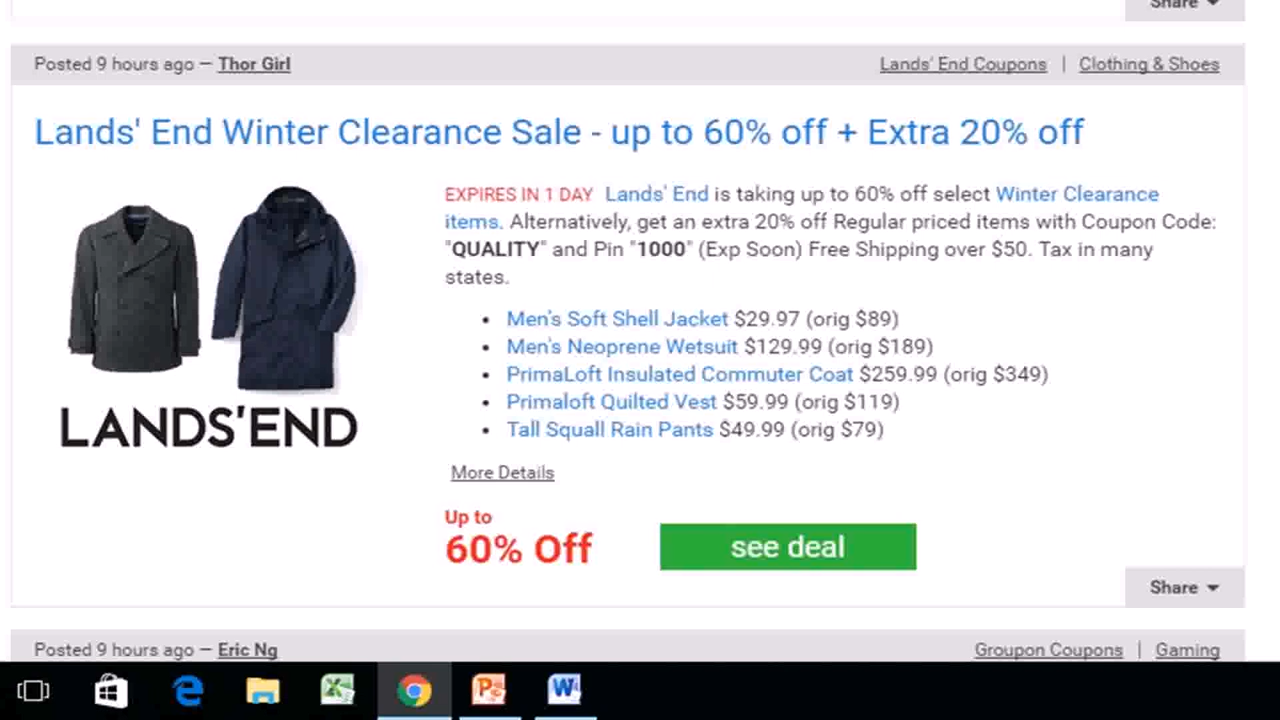 Share
Posted 9 hours ago — Thor Girl
Lands' End Coupons | Clothing & Shoes
Lands' End Winter Clearance Sale - up to 60% off + Extra 20% off
EXPIRES IN 1 DAY Lands' End is taking up to 60% off select Winter Clearance
items. Alternatively, get an extra 20% off Regular priced items with Coupon Code:
"QUALITY" and Pin "1000" (Exp Soon) Free Shipping over $50. Tax in many
states.
• Men's Soft Shell Jacket $29.97 (orig $89)
• Men's Neoprene Wetsuit $129.99 (orig $189)
• PrimaLoft Insulated Commuter Coat $259.99 (orig $349)
• Primaloft Quilted Vest $59.99 (orig $119)
• Tall Squall Rain Pants $49.99 (orig $79)
LANDS'END
More Details
Up to
60% Off
see deal
Share
Posted 9 hours ago — Eric Ng
Groupon Coupons | Gaming